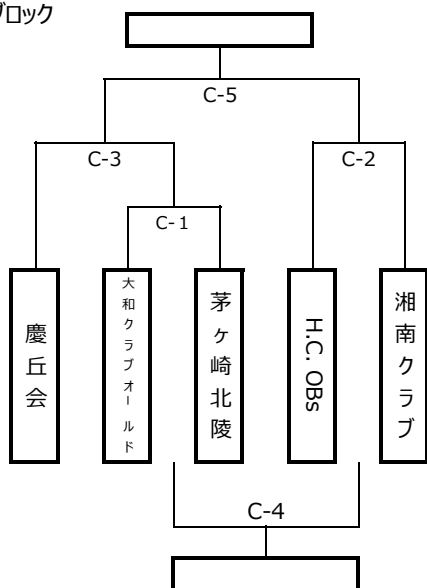 ブロック
C-5
C-3
C-2
C-1
慶丘会
大和クラブオールド
茅ヶ崎北陵
H.C. OBs
湘南クラブ
C-4